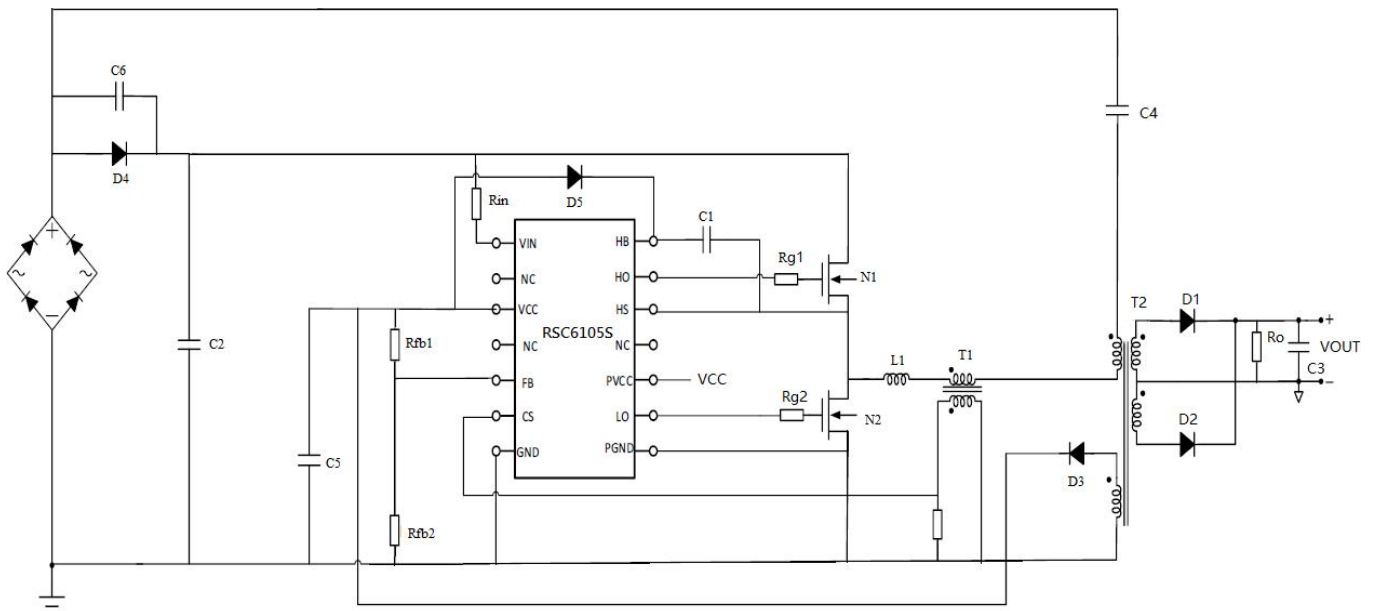 C6
C4
D4
Rin
D5
C1
VIN
HB
Rg1
NC
HO
N1
VCC
HS
T2
D1
RSC6105S
Rfb1
NC
NC
Ro
VOUT
C2
L1
T1
C3
FB
PVCC
VCC
Rg2
CS
LO
N2
D2
GND
PGND
C5
D3
Rfb2